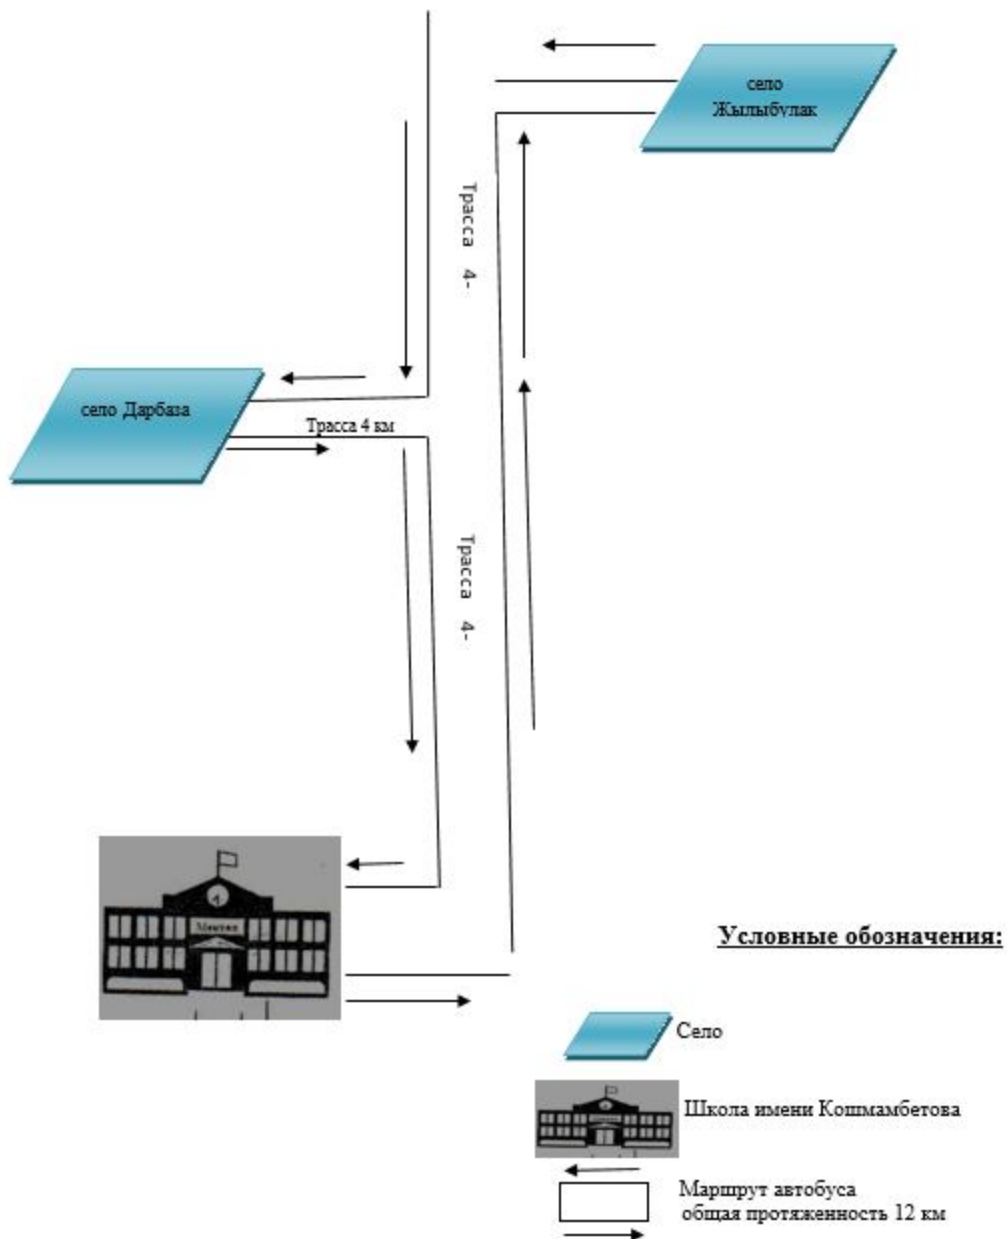 село
Жылыбулак
Трасса 4-
село Дарбаза
Трасса 4 км
Трасса 4-
Мектеп
Условные обозначения:
Село
Школа имени Кошмамбетова
Маршрут автобуса
общая протяженность 12 км